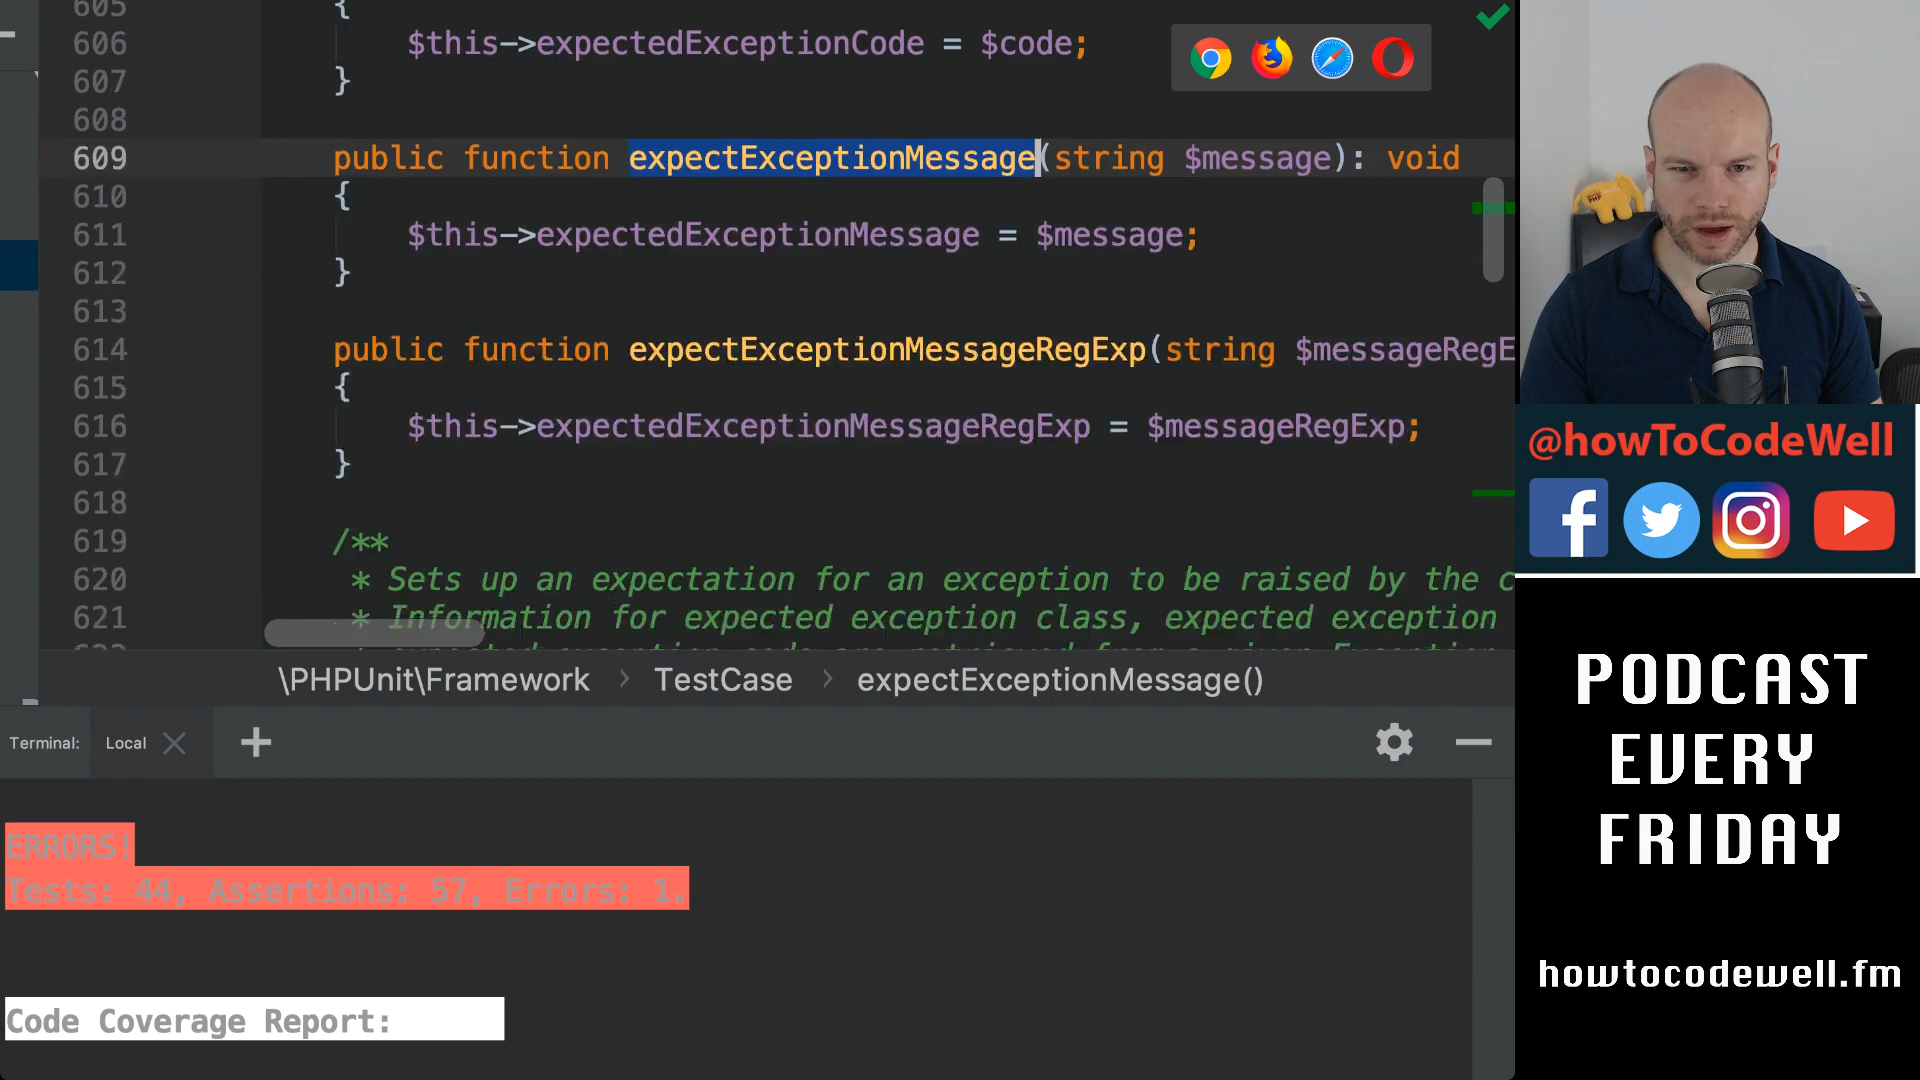 605 {
606 $this->expectedExceptionCode = $code;
607 }
608
609 public function expectExceptionMessage(string $message): void
610 {
611 $this->expectedExceptionMessage = $message;
612 }
613
614 public function expectExceptionMessageRegExp(string $messageRegE
615 {
616 $this->expectedExceptionMessageRegExp = $messageRegExp;
617 }
618
619 /**
620 * Sets up an expectation for an exception to be raised by the c
621 * Information for expected exception class, expected exception
\PHPUnit\Framework > TestCase > expectExceptionMessage()
Terminal: Local
ERRORS!
Tests: 44, Assertions: 57, Errors: 1.
Code Coverage Report:
@howToCodeWell
PODCAST
EVERY
FRIDAY
howtocodewell.fm